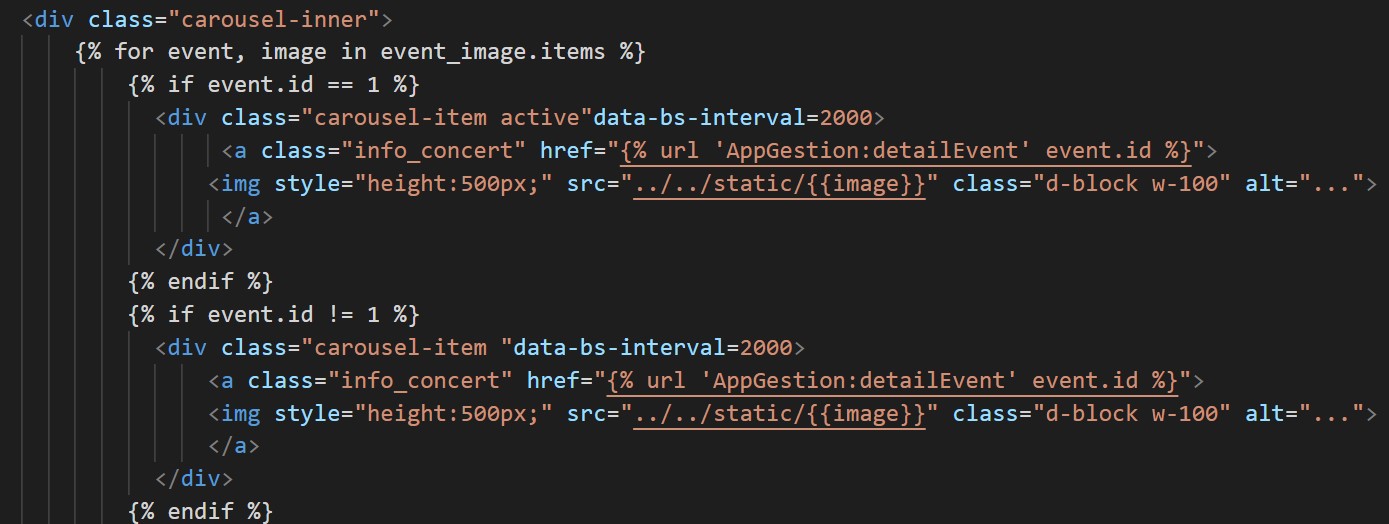 <div class="carousel-inner">
{% for event, image in event_image.items %}
{% if event.id == 1 %}
<div class="carousel-item active"data-bs-interval=2000>
<a class="info_concert" href="{% url 'AppGestion:detailEvent' event.id %}">
<img style="height:500px;" src="../../static/{{image}}" class="d-block w-100" alt="...">
</a>
</div>
{% endif %}
{% if event.id != 1 %}
<div class="carousel-item "data-bs-interval=2000>
<a class="info_concert" href="{% url 'AppGestion:detailEvent' event.id %}">
<img style="height:500px;" src="../../static/{{image}}" class="d-block w-100" alt="...">
</a>
</div>
{% endif %}